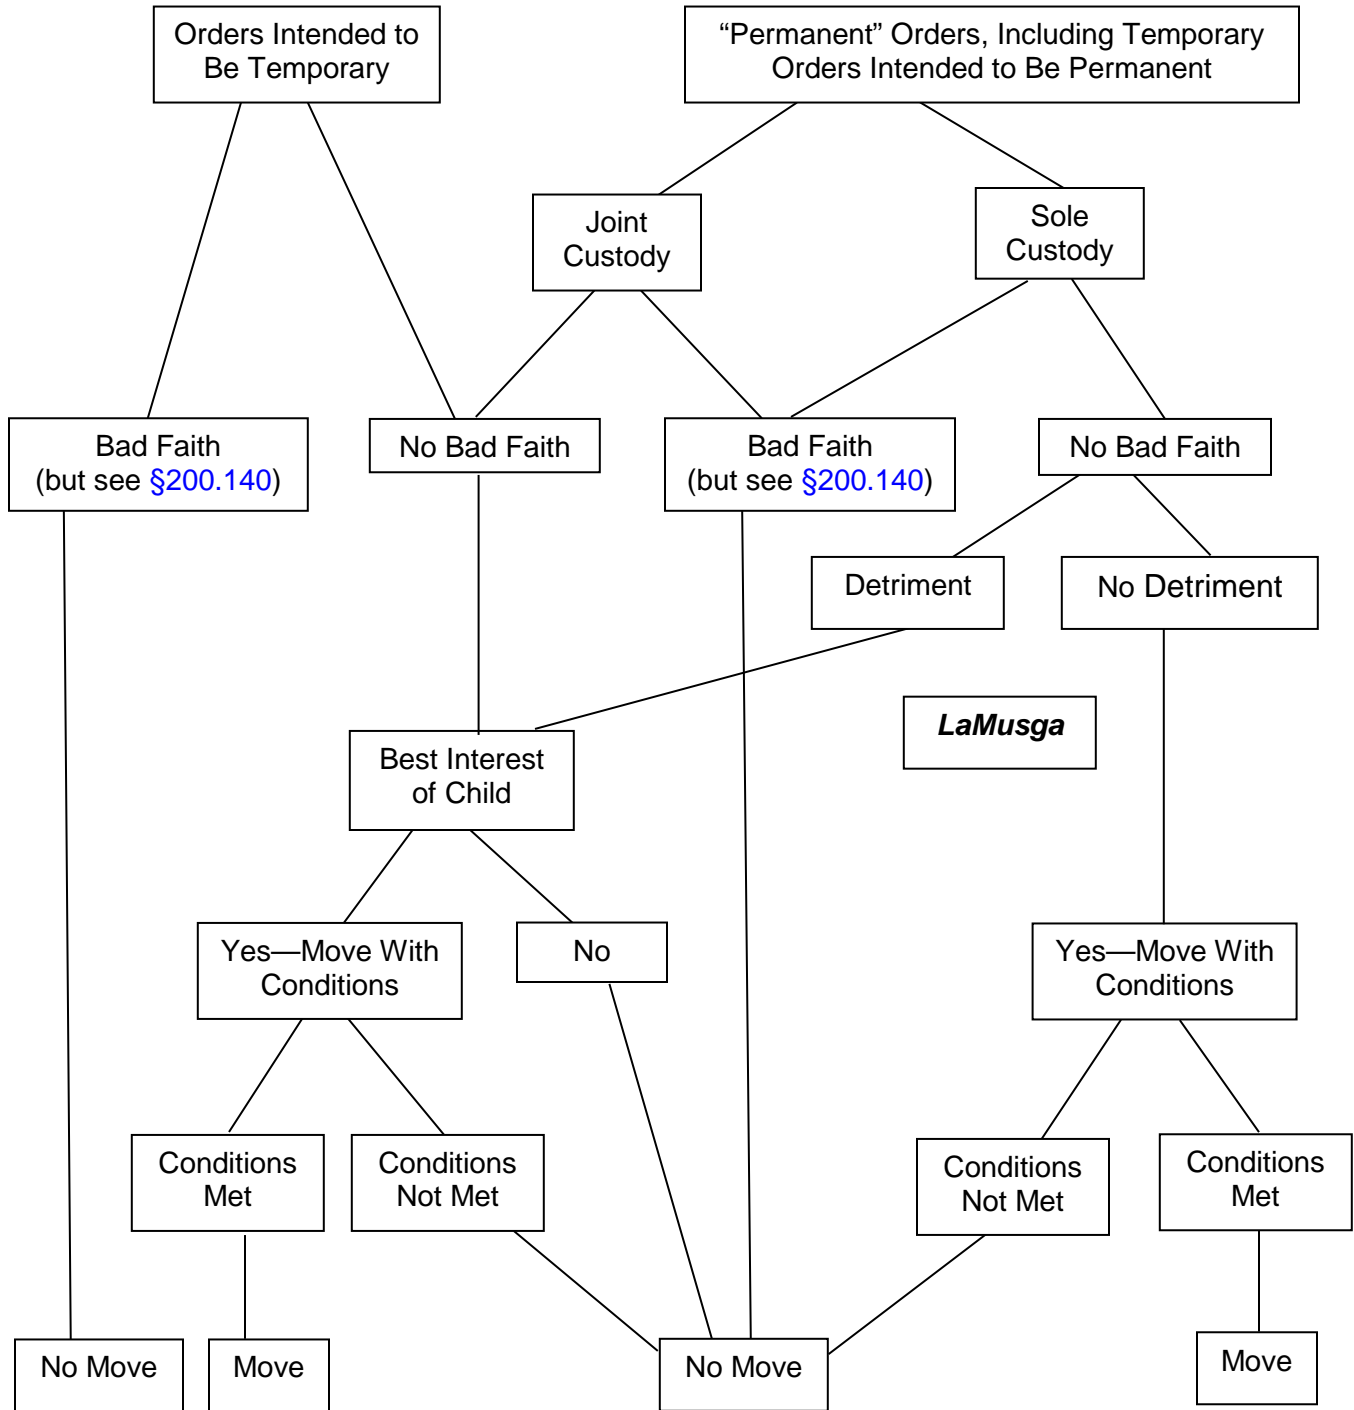 Orders Intended to
Be Temporary
“Permanent” Orders, Including Temporary
Orders Intended to Be Permanent
Joint
Custody
Sole
Custody
Bad Faith
(but see §200.140)
No Bad Faith
Bad Faith
(but see §200.140)
No Bad Faith
Detriment
No Detriment
LaMusga
Best Interest
of Child
Yes—Move With
Conditions
No
Yes—Move With
Conditions
Conditions
Met
Conditions
Not Met
Conditions
Not Met
Conditions
Met
No Move
Move
No Move
Move